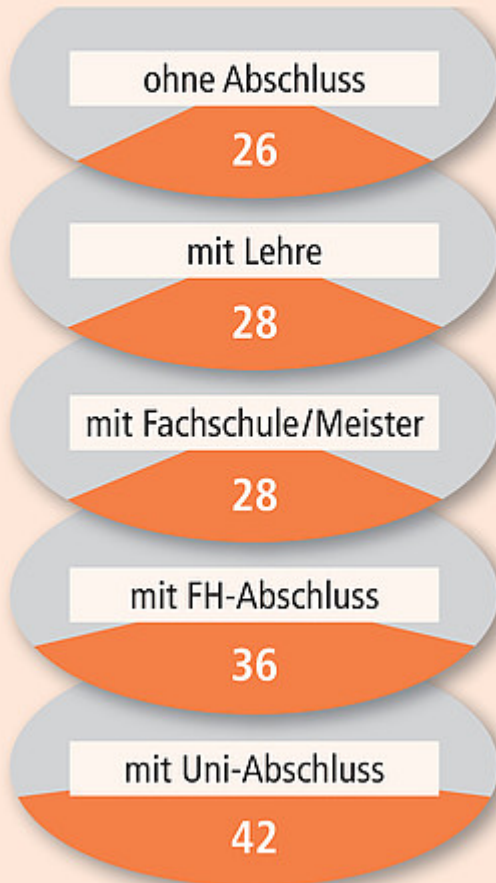 ohne Abschluss
26
mit Lehre
28
mit Fachschule/Meister
28
mit FH-Abschluss
36
mit Uni-Abschluss
42